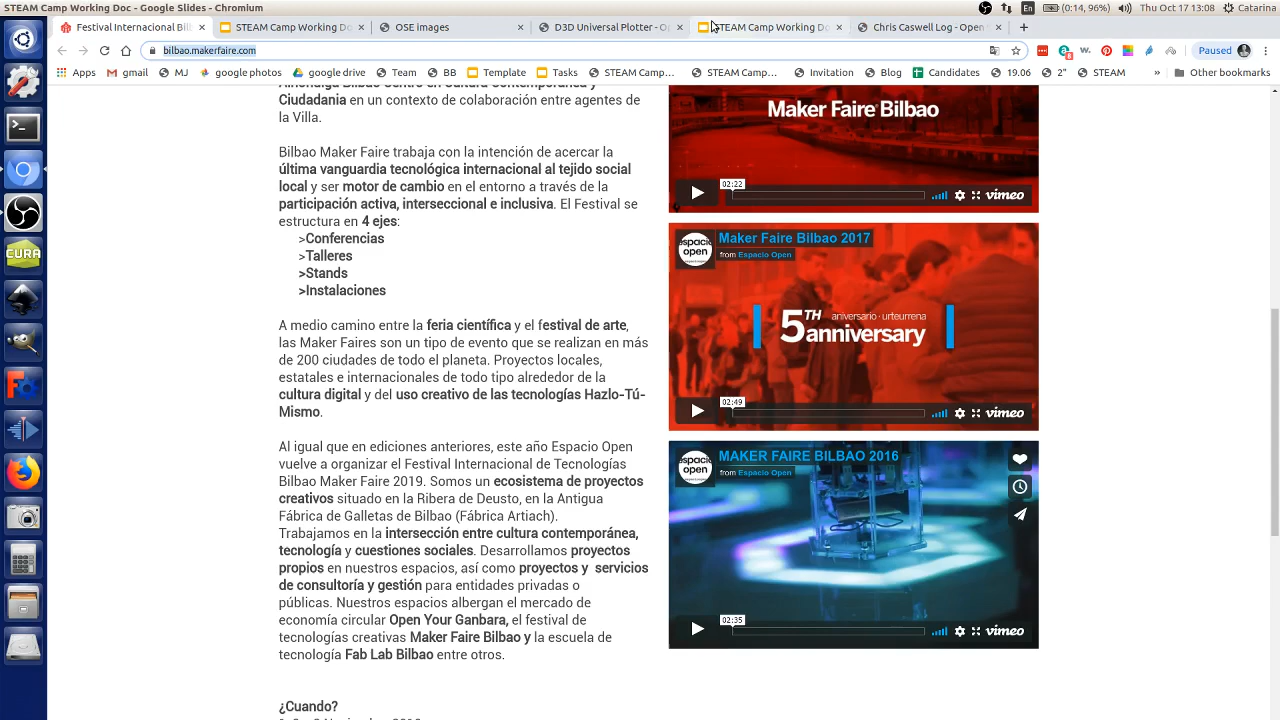 STEAM Camp Working Doc - Google Slides - Chromium
En
(0:14, 96%)
Thu Oct 17 13:08
Catarina
Festival Internacional Bi
STEAM Camp Working Do
OSE images
D3D Universal Plotter - Op
STEAM Camp Working Do
Chris Caswell Log - Open
bilbao.makerfaire.com
Paused
Apps
gmail
MJ
google photos
google drive
Team
BB
Template
Tasks
STEAM Camp...
STEAM Camp...
Invitation
Blog
Candidates
19.06
2"
STEAM
»
Other bookmarks
CURA
Ciudadania en un contexto de colaboración entre agentes de
la Villa.
Bilbao Maker Faire trabaja con la intención de acercar la
última vanguardia tecnológica internacional al tejido social
local y ser motor de cambio en el entorno a través de la
participación activa, interseccional e inclusiva. El Festival se
estructura en 4 ejes:
>Conferencias
>Talleres
>Stands
>Instalaciones
A medio camino entre la feria científica y el festival de arte,
las Maker Faires son un tipo de evento que se realizan en más
de 200 ciudades de todo el planeta. Proyectos locales,
estatales e internacionales de todo tipo alrededor de la
cultura digital y del uso creativo de las tecnologías Hazlo-Tú-
Mismo.
Al igual que en ediciones anteriores, este año Espacio Open
vuelve a organizar el Festival Internacional de Tecnologías
Bilbao Maker Faire 2019. Somos un ecosistema de proyectos
creativos situado en la Ribera de Deusto, en la Antigua
Fábrica de Galletas de Bilbao (Fábrica Artiach).
Trabajamos en la intersección entre cultura contemporánea,
tecnología y cuestiones sociales. Desarrollamos proyectos
propios en nuestros espacios, así como proyectos y servicios
de consultoría y gestión para entidades privadas o
públicas. Nuestros espacios albergan el mercado de
economía circular Open Your Ganbara, el festival de
tecnologías creativas Maker Faire Bilbao y la escuela de
tecnología Fab Lab Bilbao entre otros.
¿Cuando?
Maker Faire Bilbao
02:22
vimeo
espacio
open
Maker Faire Bilbao 2017
from Espacio Open
5TH aniversario · urteurrena
anniversary
02:49
vimeo
espacio
open
MAKER FAIRE BILBAO 2016
from Espacio Open
02:35
vimeo